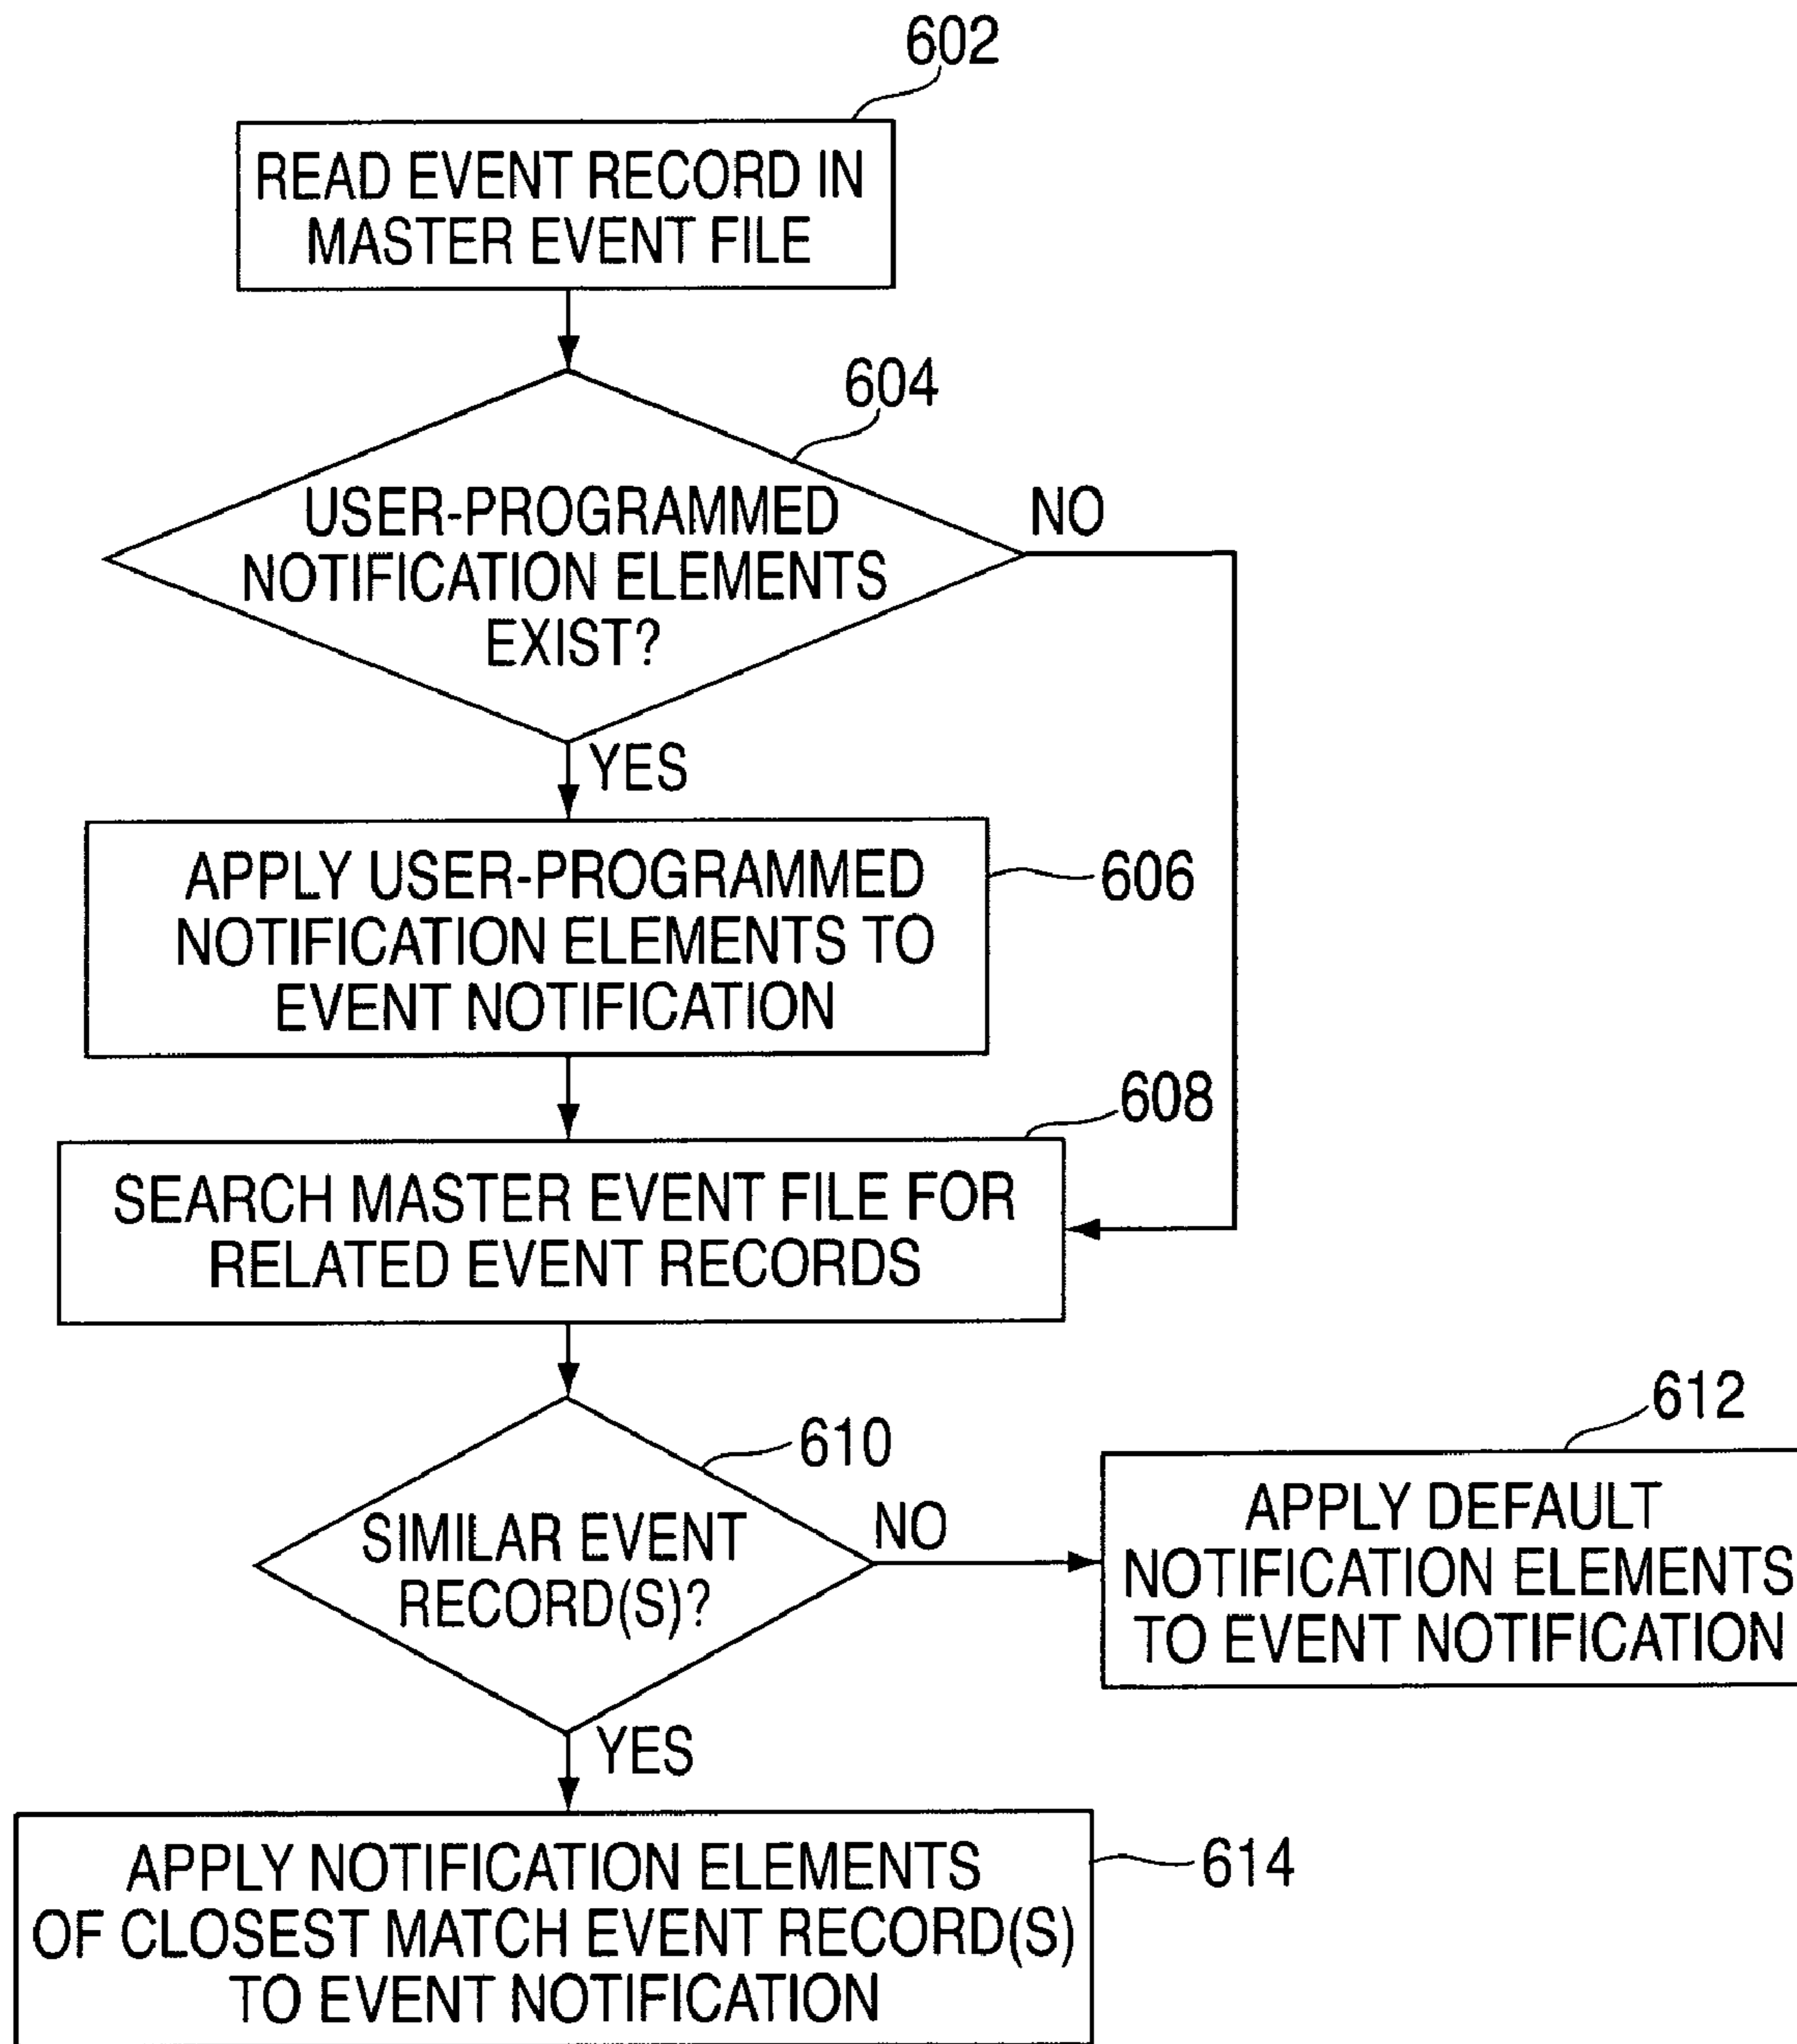 602
READ EVENT RECORD IN
MASTER EVENT FILE
604
USER-PROGRAMMED
NOTIFICATION ELEMENTS
EXIST?
NO
YES
APPLY USER-PROGRAMMED
NOTIFICATION ELEMENTS TO
EVENT NOTIFICATION
606
608
SEARCH MASTER EVENT FILE FOR
RELATED EVENT RECORDS
610
SIMILAR EVENT
RECORD(S)?
NO
612
APPLY DEFAULT
NOTIFICATION ELEMENTS
TO EVENT NOTIFICATION
YES
APPLY NOTIFICATION ELEMENTS
OF CLOSEST MATCH EVENT RECORD(S)
TO EVENT NOTIFICATION
614